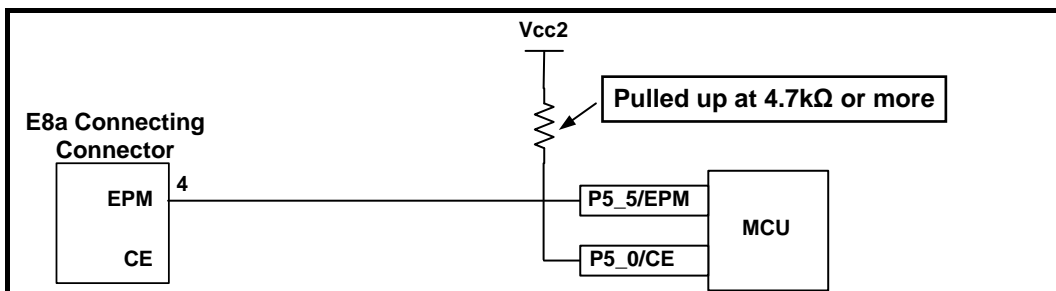 Vcc2
Pulled up at 4.7kΩ or more
E8a Connecting
Connector
4
EPM
P5_5/EPM
MCU
CE
P5_0/CE